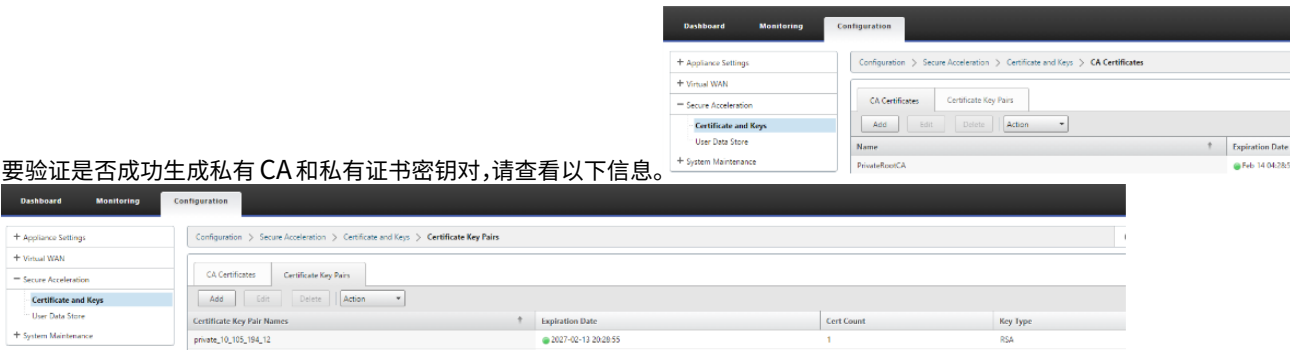 Dashboard Monitoring Configuration
+ Appliance Settings
+ Virtual WAN
− Secure Acceleration
Certificate and Keys
User Data Store
+ System Maintenance
Configuration > Secure Acceleration > Certificate and Keys > CA Certificates
CA Certificates Certificate Key Pairs
Add Edit Delete Action
Name Expiration Date
PrivateRootCA Feb 14 04:28:5
要验证是否成功生成私有 CA 和私有证书密钥对，请查看以下信息。
Dashboard Monitoring Configuration
+ Appliance Settings
+ Virtual WAN
− Secure Acceleration
Certificate and Keys
User Data Store
+ System Maintenance
Configuration > Secure Acceleration > Certificate and Keys > Certificate Key Pairs
CA Certificates Certificate Key Pairs
Add Edit Delete Action
Certificate Key Pair Names Expiration Date Cert Count Key Type
private_10_105_194_12 2027-02-13 20:28:55 1 RSA